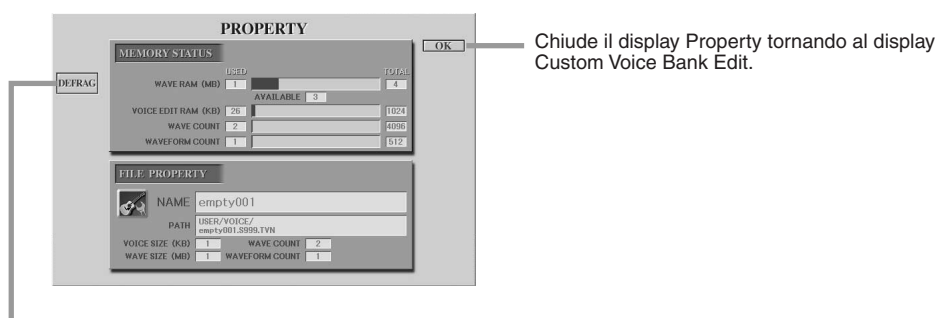 PROPERTY
OK
Chiude il display Property tornando al display
Custom Voice Bank Edit.
MEMORY STATUS
DEFRAG
USED TOTAL
WAVE RAM (MB) 1 4
AVAILABLE 3
VOICE EDIT RAM (KB) 26 1024
WAVE COUNT 2 4096
WAVEFORM COUNT 1 512
FILE PROPERTY
NAME empty001
PATH USER/VOICE/
empty001.S999.TVN
VOICE SIZE (KB) 1 WAVE COUNT 2
WAVE SIZE (MB) 1 WAVEFORM COUNT 1